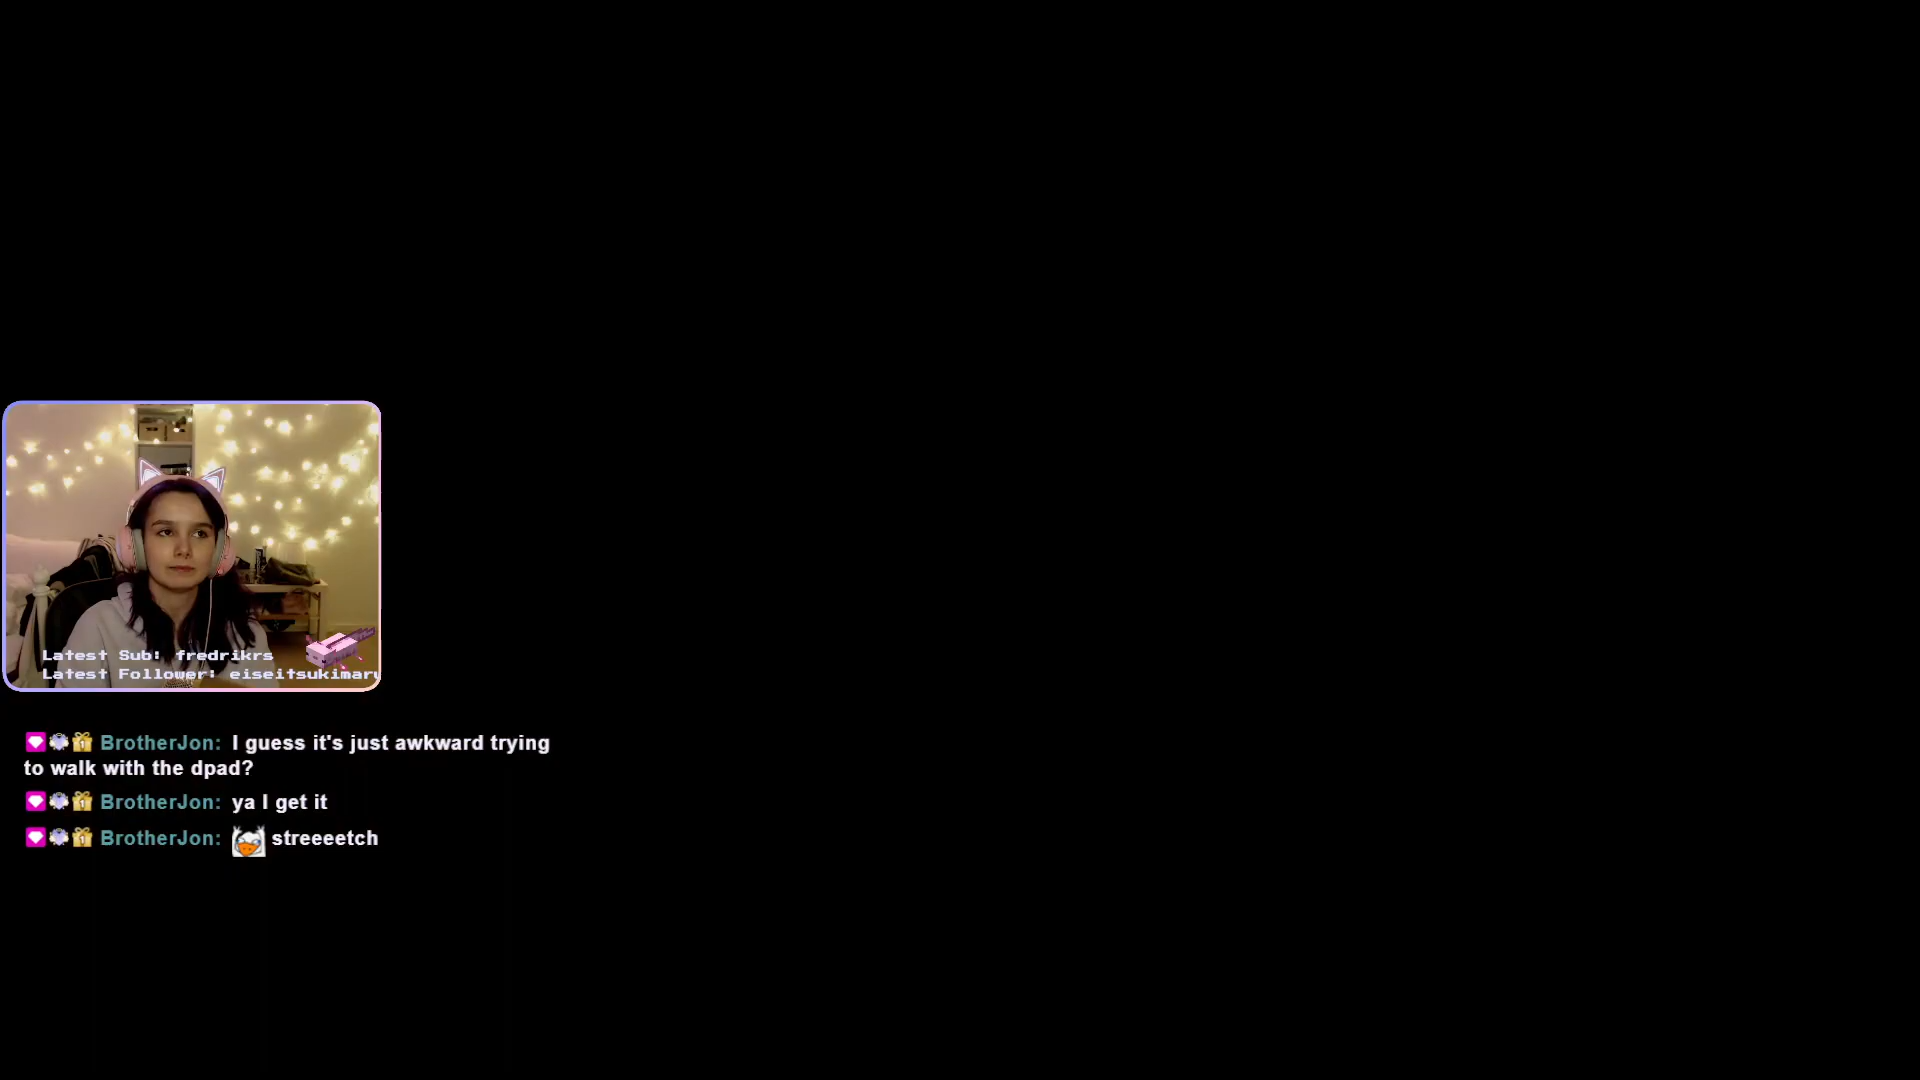 Latest Sub: fredrikrs
Latest Follower: eiseitsukimaru
BrotherJon: I guess it's just awkward trying
to walk with the dpad?
BrotherJon: ya I get it
BrotherJon: streeeetch